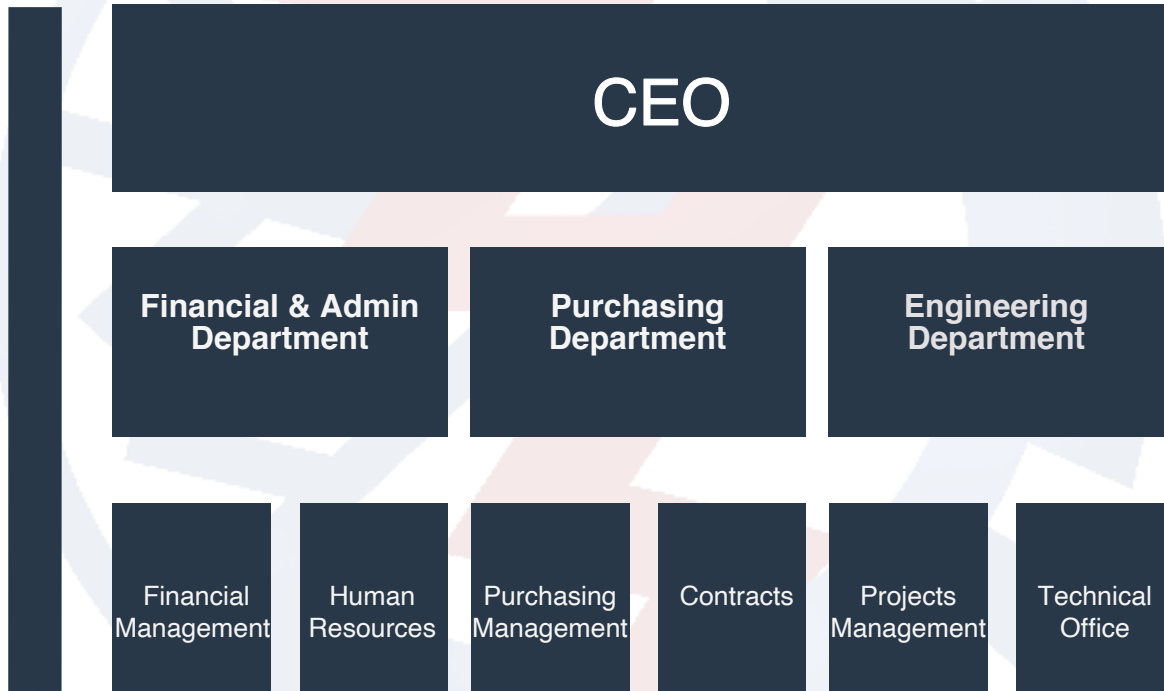 CEO
Financial & Admin
Department
Purchasing
Department
Engineering
Department
Financial
Management
Human
Resources
Purchasing
Management
Contracts
Projects
Management
Technical
Office